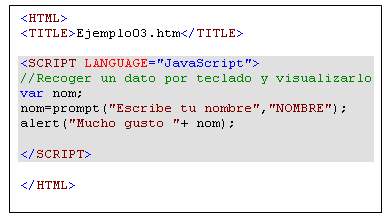 <HTML>
<TITLE>Ejemplo03.htm</TITLE>
<SCRIPT LANGUAGE="JavaScript">
//Recoger un dato por teclado y visualizarlo
var nom;
nom=prompt("Escribe tu nombre","NOMBRE");
alert("Mucho gusto "+ nom);
</SCRIPT>
</HTML>